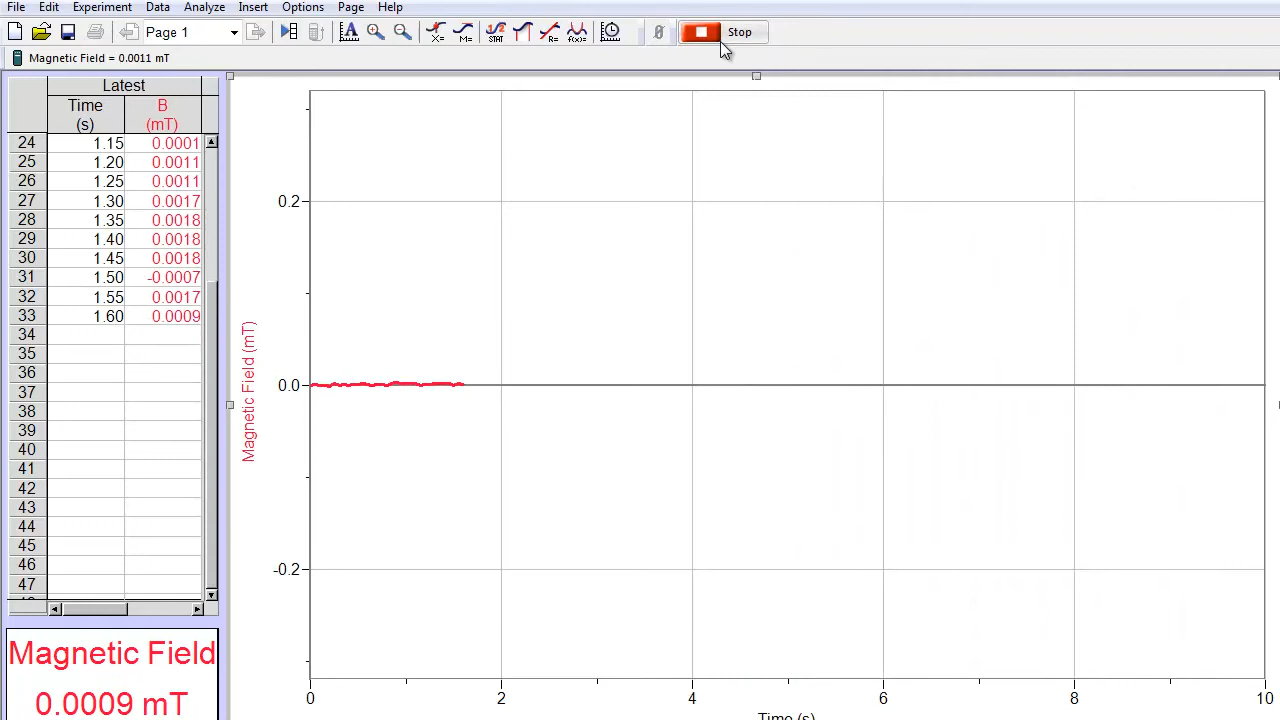 File Edit Experiment Data Analyze Insert Options Page Help
Page 1 X= M= 1/2 STAT R= f(x)= Stop
Magnetic Field = 0.0011 mT
Latest
Time B
(s) (mT)
24 1.15 0.0001
25 1.20 0.0011
26 1.25 0.0011
27 1.30 0.0017
28 1.35 0.0018
29 1.40 0.0018
30 1.45 0.0018
31 1.50 -0.0007
32 1.55 0.0017
33 1.60 0.0009
34
35
36
37
38
39
40
41
42
43
44
45
46
47
Magnetic Field
0.0009 mT
Magnetic Field (mT)
0.2
0.0
-0.2
0 2 4 6 8 10
Time (s)